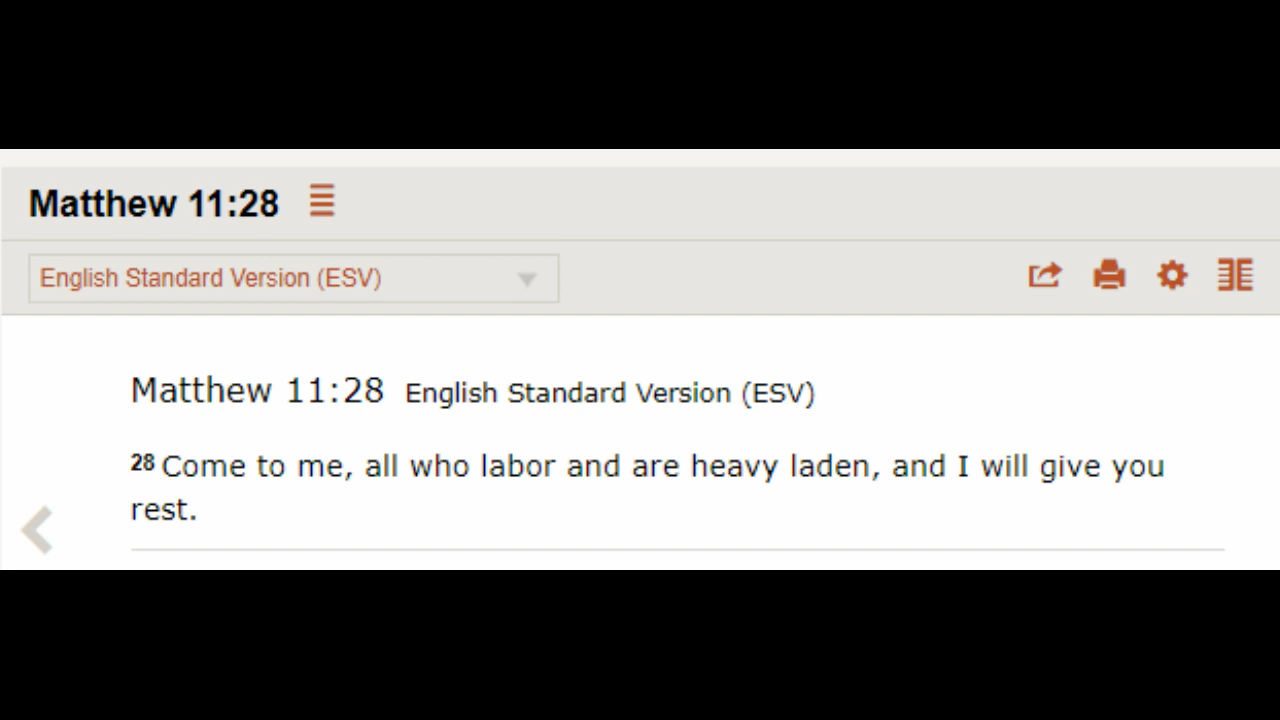 Matthew 11:28
English Standard Version (ESV)
Matthew 11:28 English Standard Version (ESV)
28 Come to me, all who labor and are heavy laden, and I will give you
rest.